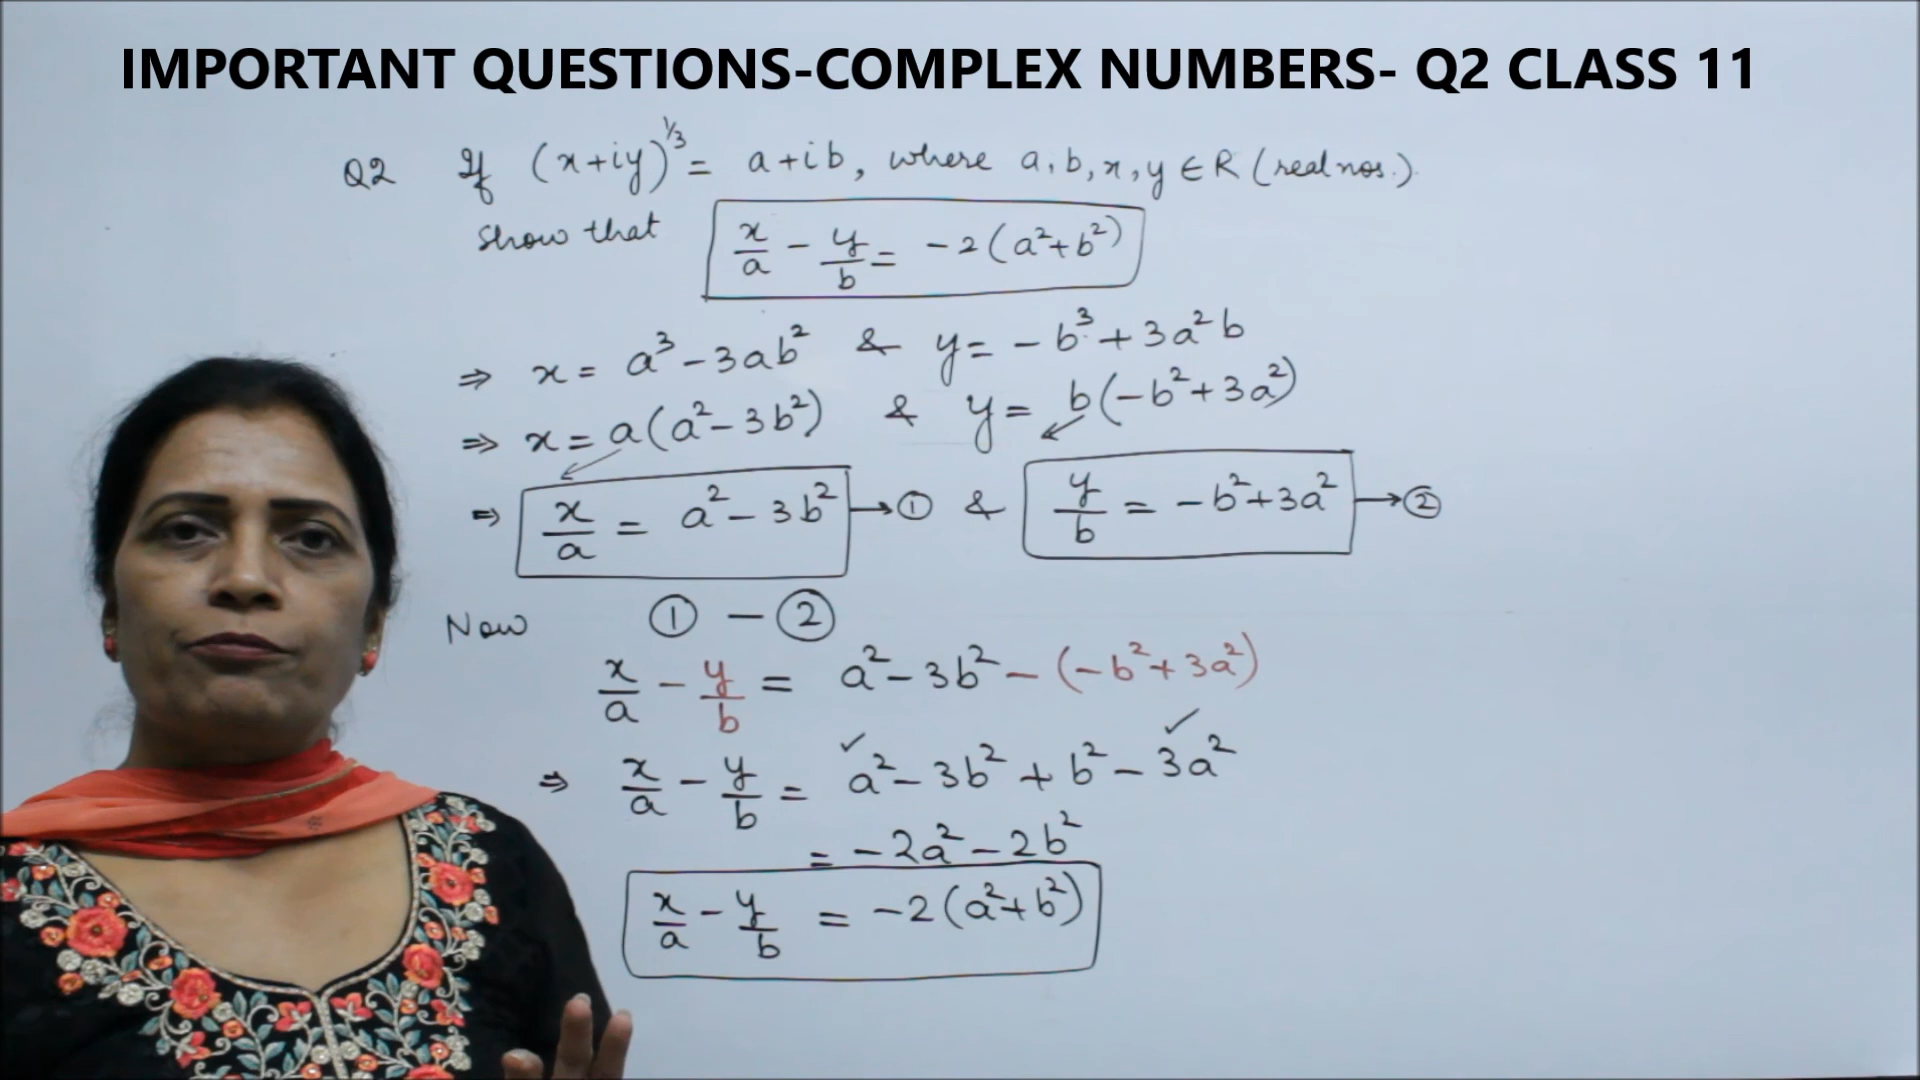 IMPORTANT QUESTIONS-COMPLEX NUMBERS- Q2 CLASS 11
Q2 If (x+iy)^1/3 = a+ib, where a,b,x,y ∈ R (real nos.).
Show that x/a - y/b = -2(a²+b²)
⇒ x = a³-3ab² & y = -b³+3a²b
⇒ x = a(a²-3b²) & y = b(-b²+3a²)
⇒ x/a = a²-3b² → ① & y/b = -b²+3a² → ②
Now ① - ②
x/a - y/b = a²-3b² - (-b²+3a²)
⇒ x/a - y/b = a²-3b²+b²-3a²
= -2a²-2b²
x/a - y/b = -2(a²+b²)